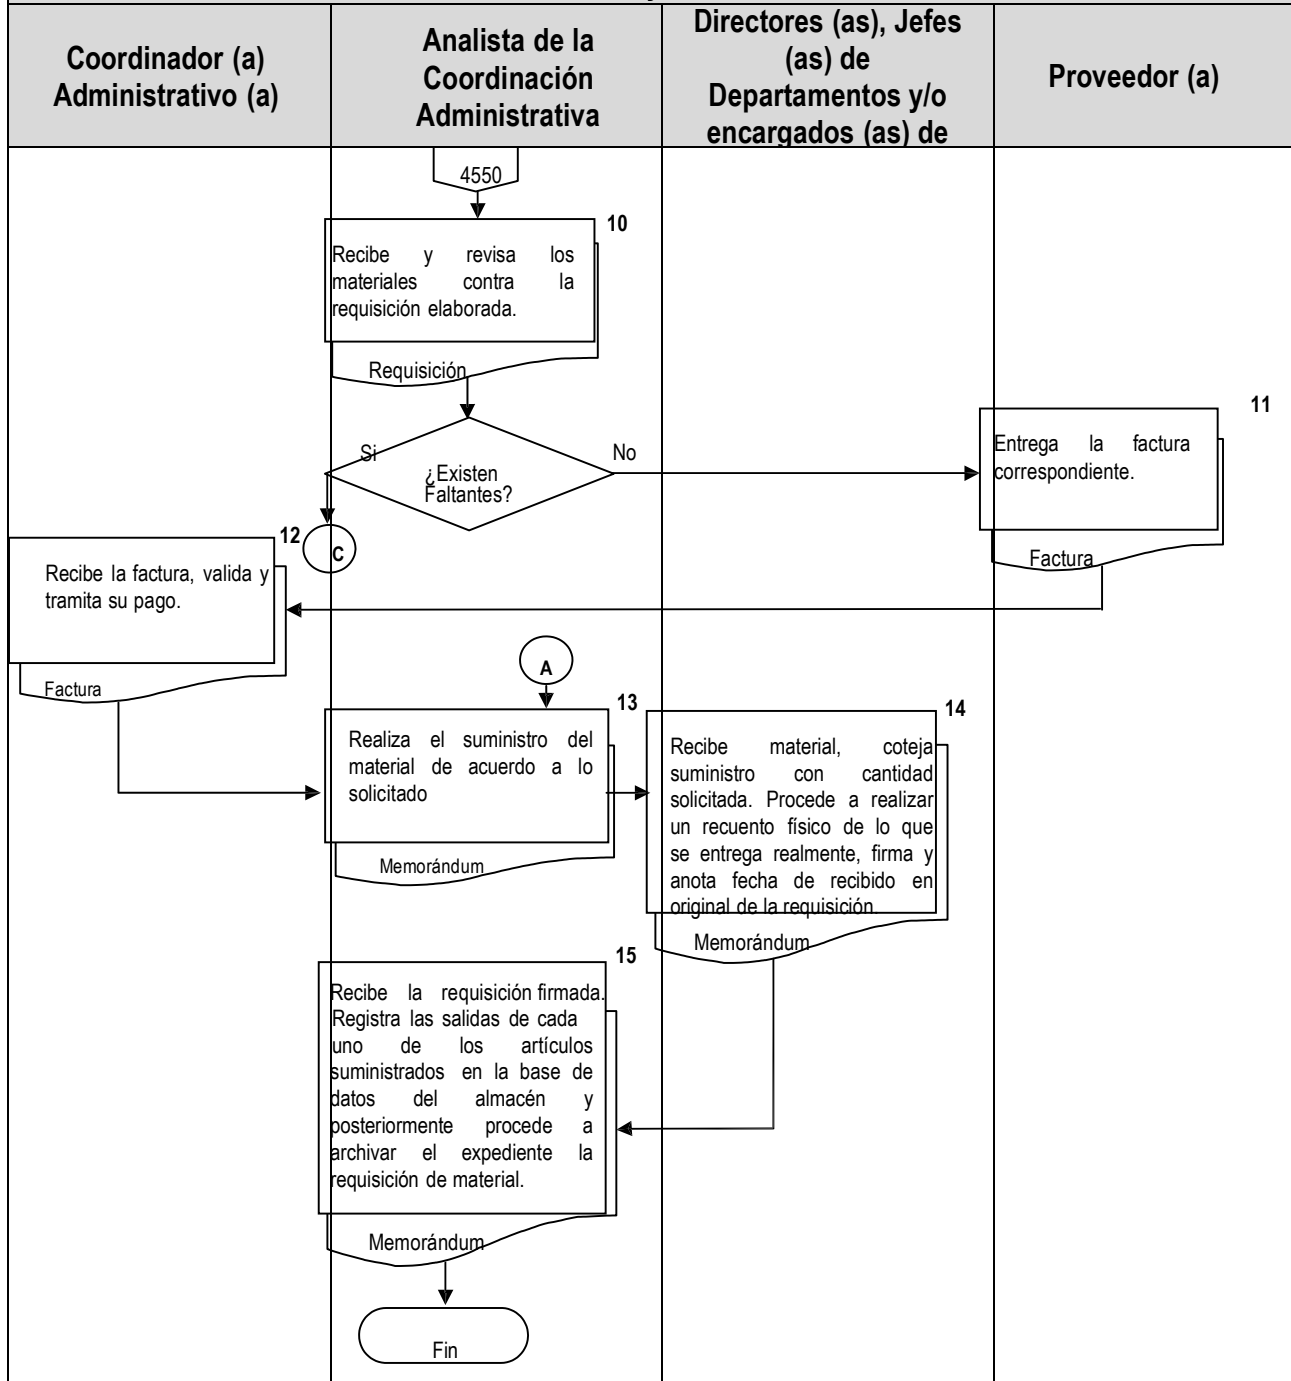 Coordinador (a)
Administrativo (a)
Analista de la
Coordinación
Administrativa
Directores (as), Jefes
(as) de
Departamentos y/o
encargados (as) de
Proveedor (a)
4550
10
Recibe y revisa los
materiales contra la
requisición elaborada.
Requisición
Si
¿Existen
Faltantes?
No
C
11
Entrega la factura
correspondiente.
Factura
12
Recibe la factura, valida y
tramita su pago.
Factura
A
13
Realiza el suministro del
material de acuerdo a lo
solicitado
Memorándum
14
Recibe material, coteja
suministro con cantidad
solicitada. Procede a realizar
un recuento físico de lo que
se entrega realmente, firma y
anota fecha de recibido en
original de la requisición.
Memorándum
15
Recibe la requisición firmada.
Registra las salidas de cada
uno de los artículos
suministrados en la base de
datos del almacén y
posteriormente procede a
archivar el expediente la
requisición de material.
Memorándum
Fin